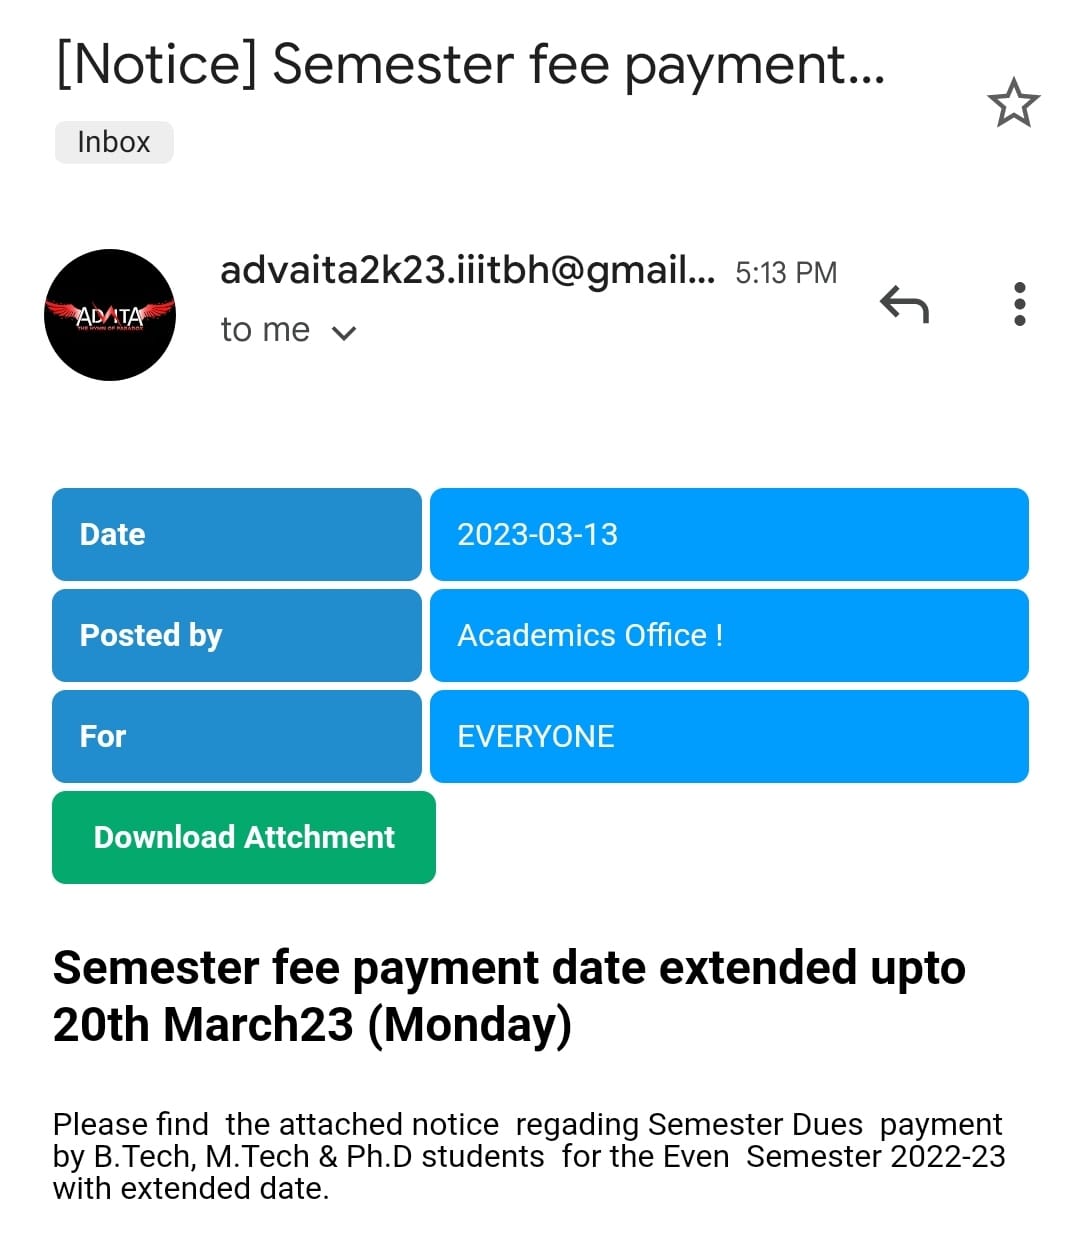 [Notice] Semester fee payment...
Inbox
ADVAITA
THE HYMN OF PARADOX
advaita2k23.iiitbh@gmail... 5:13 PM
to me
Date 2023-03-13
Posted by Academics Office !
For EVERYONE
Download Attchment
Semester fee payment date extended upto
20th March23 (Monday)
Please find the attached notice regading Semester Dues payment
by B.Tech, M.Tech & Ph.D students for the Even Semester 2022-23
with extended date.